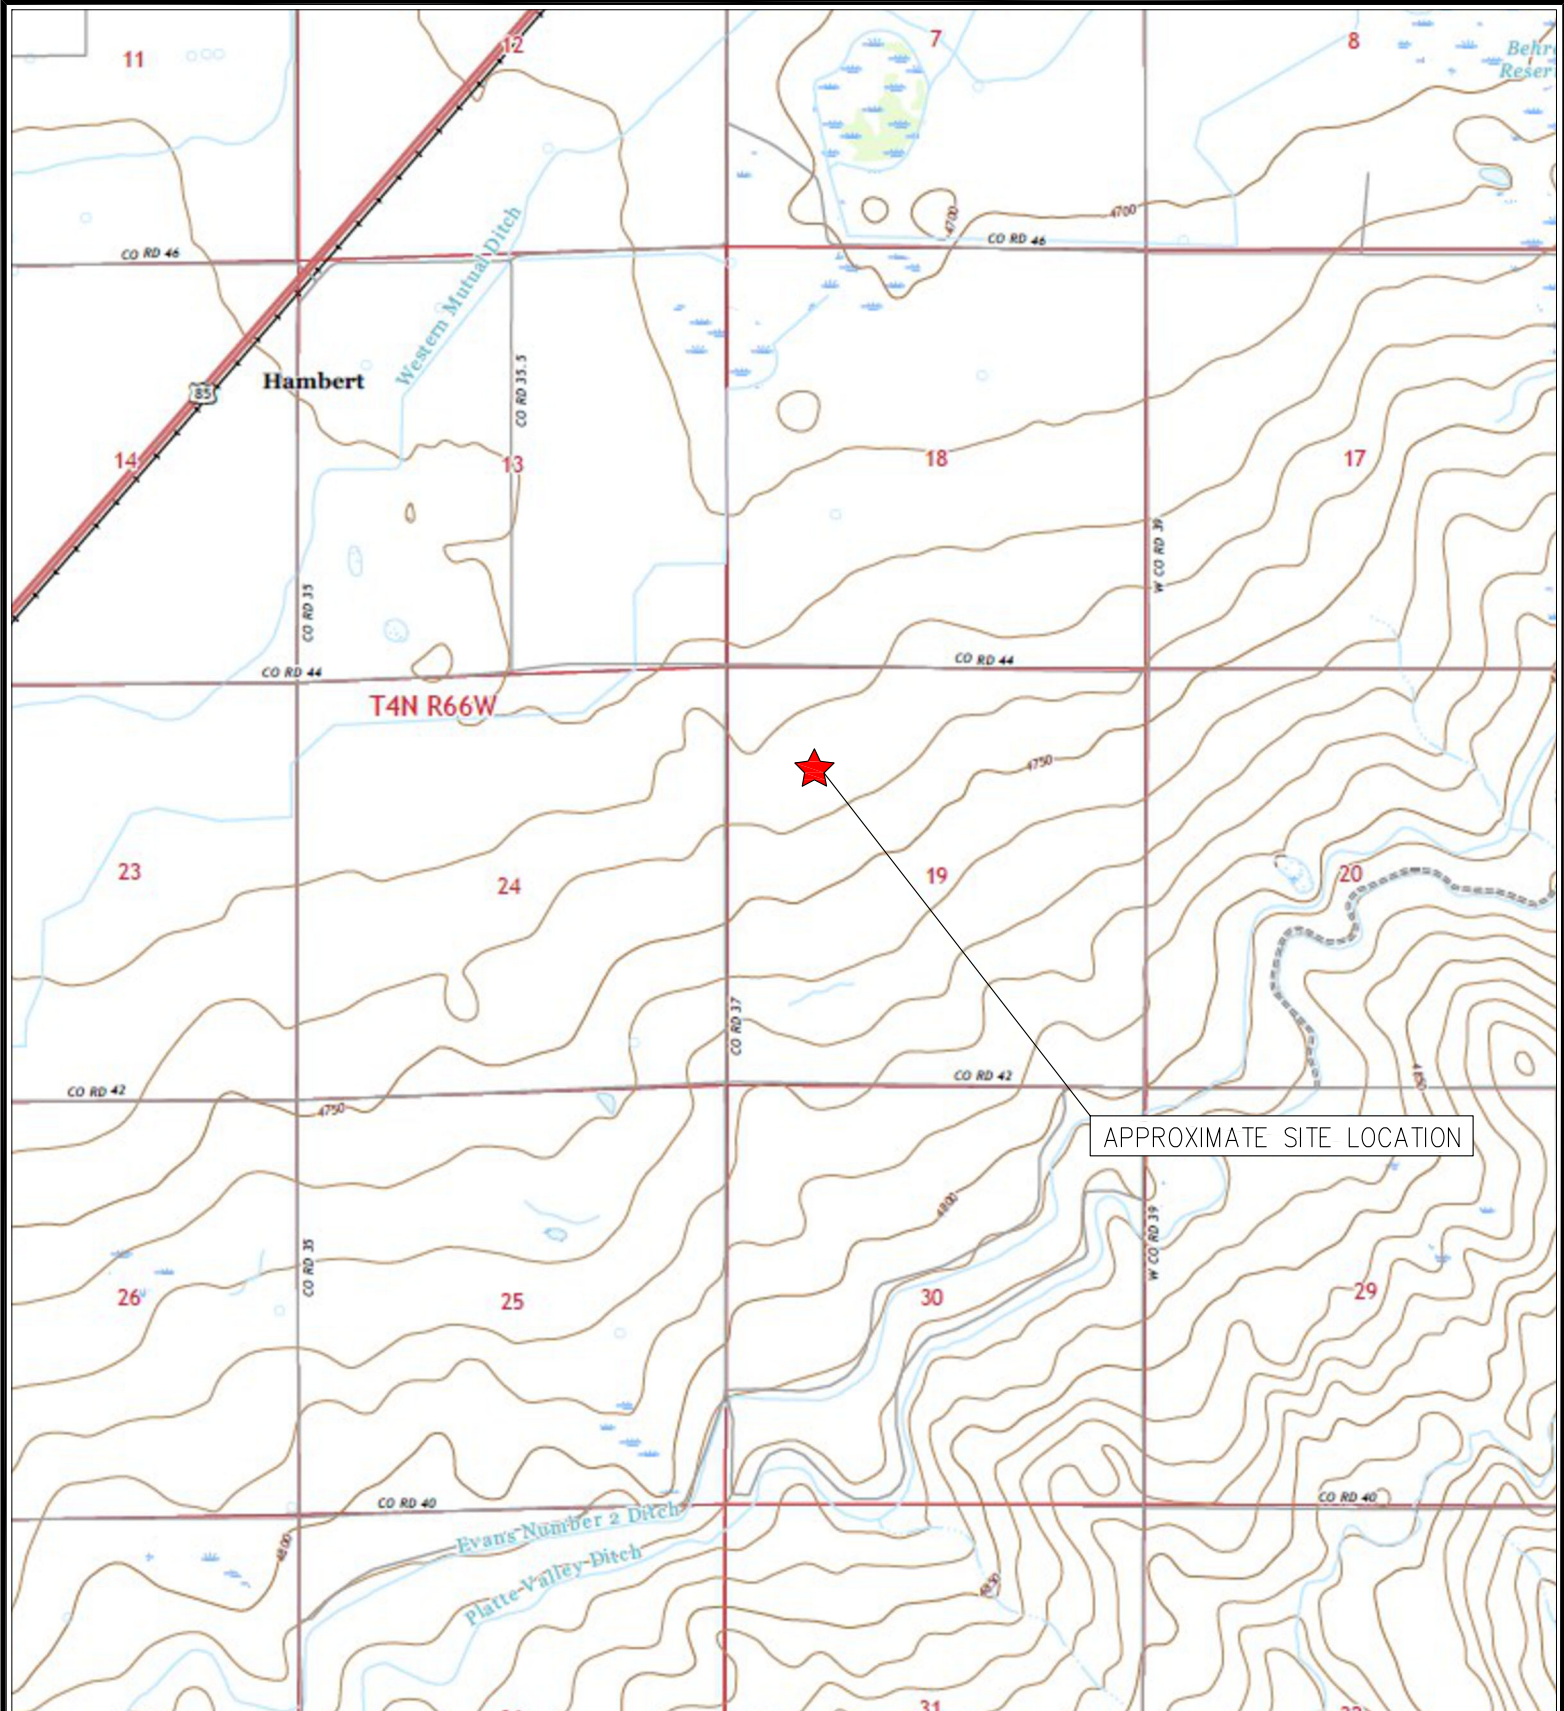 11
12
7
8
Behr
Reser
4700
4700
CO RD 46
CO RD 46
Western Mutual Ditch
CO RD 35.5
Hambert
85
14
13
18
17
W CO RD 39
CO RD 35
CO RD 44
CO RD 44
T4N R66W
4750
23
24
19
20
CO RD 37
CO RD 42
CO RD 42
4750
4850
APPROXIMATE SITE LOCATION
4800
W CO RD 39
CO RD 35
26
25
30
29
CO RD 40
CO RD 40
Evans Number 2 Ditch
Platte Valley Ditch
4800
4850
31